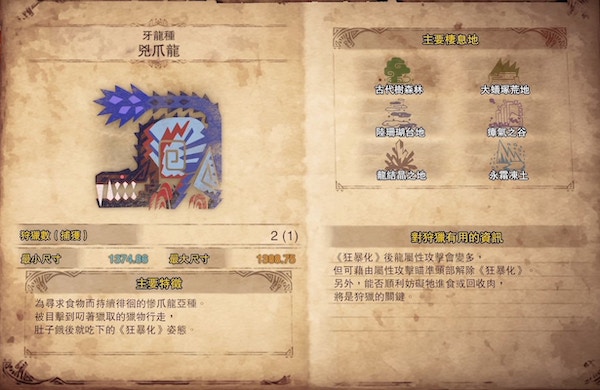 牙龍種
兇爪龍
狩獵數(捕獲)
2 (1)
最小尺寸
1374.86
最大尺寸
1388.75
主要特徵
為尋求食物而持續徘徊的慘爪龍亞種。
被目擊到叼著獵取的獵物行走，
肚子餓後就吃下的《狂暴化》姿態。
主要棲息地
古代樹森林
大蟻塚荒地
陸珊瑚台地
瘴氣之谷
龍結晶之地
永霜凍土
對狩獵有用的資訊
《狂暴化》後龍屬性攻擊會變多，
但可藉由屬性攻擊瞄準頭部解除《狂暴化》。
另外，能否順利妨礙牠進食或回收肉，
將是狩獵的關鍵。